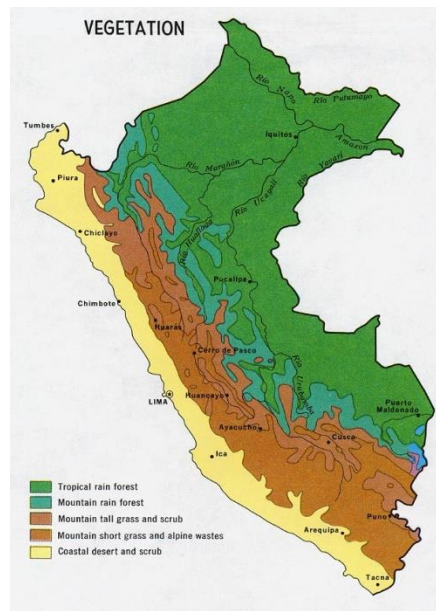 VEGETATION
Tumbes
Piura
Chiclayo
Chimbote
Huarás
Cerro de Pasco
LIMA
Huancayo
Ayacucho
Ica
Cusco
Arequipa
Puno
Tacna
Puerto
Maldonado
Pucallpa
Iquitos
Río Napo
Río Putumayo
Amazon
Río Yavari
Río Marañón
Río Ucayali
Río Huallaga
Río Urubamba
Tropical rain forest
Mountain rain forest
Mountain tall grass and scrub
Mountain short grass and alpine wastes
Coastal desert and scrub